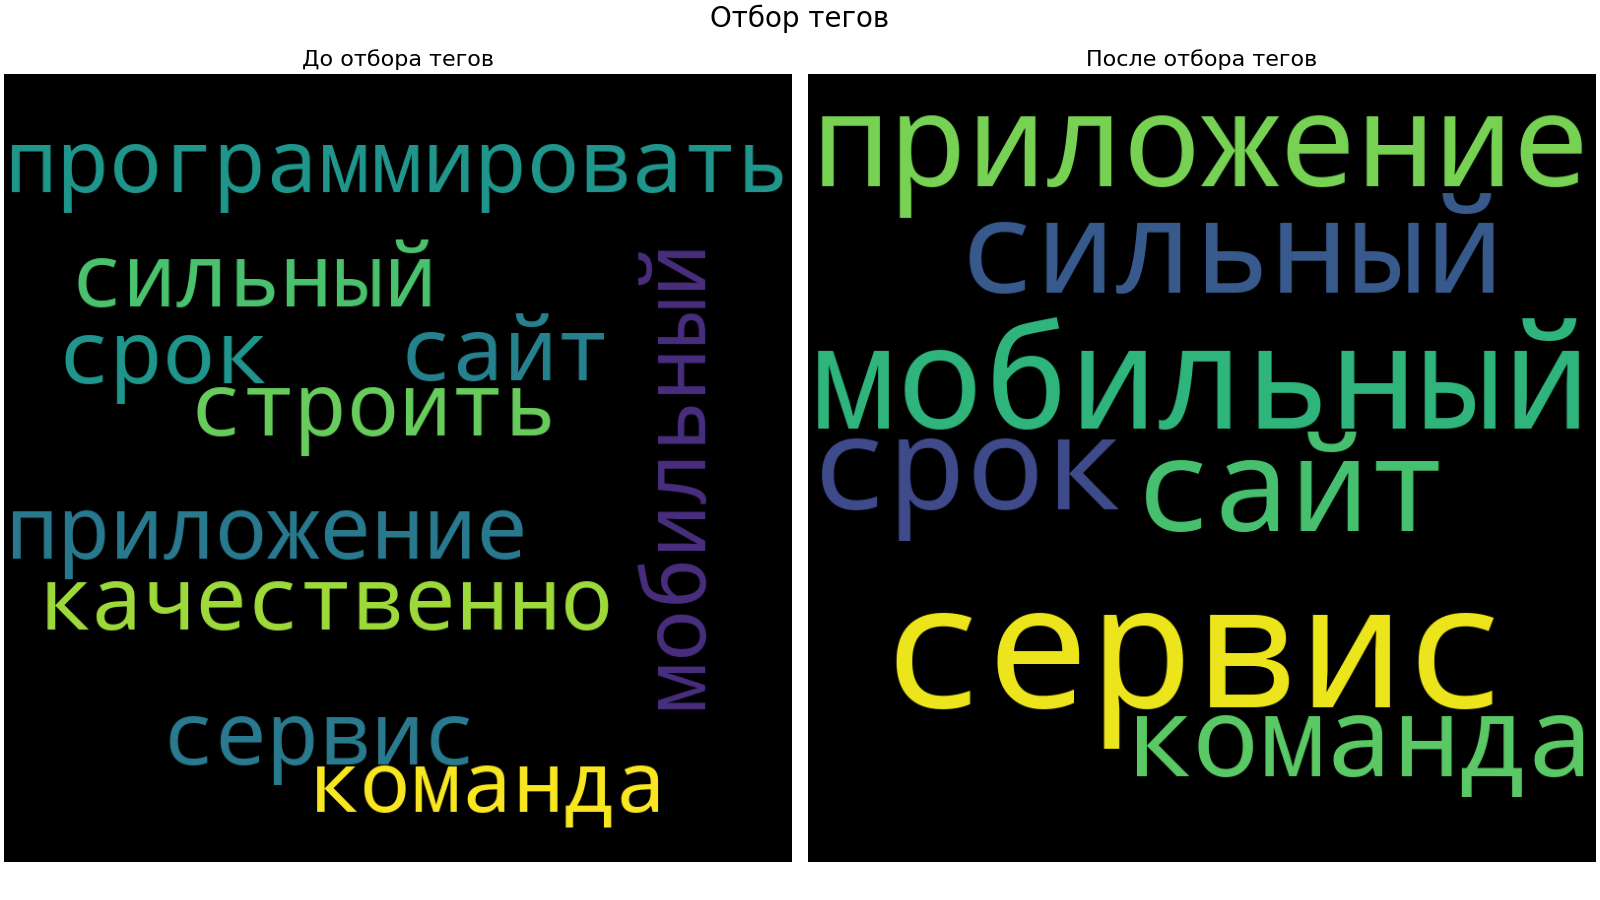 Отбор тегов
До отбора тегов
программировать
сильный
мобильный
срок
сайт
строить
приложение
качественно
сервис
команда
После отбора тегов
приложение
сильный
мобильный
срок
сайт
сервис
команда